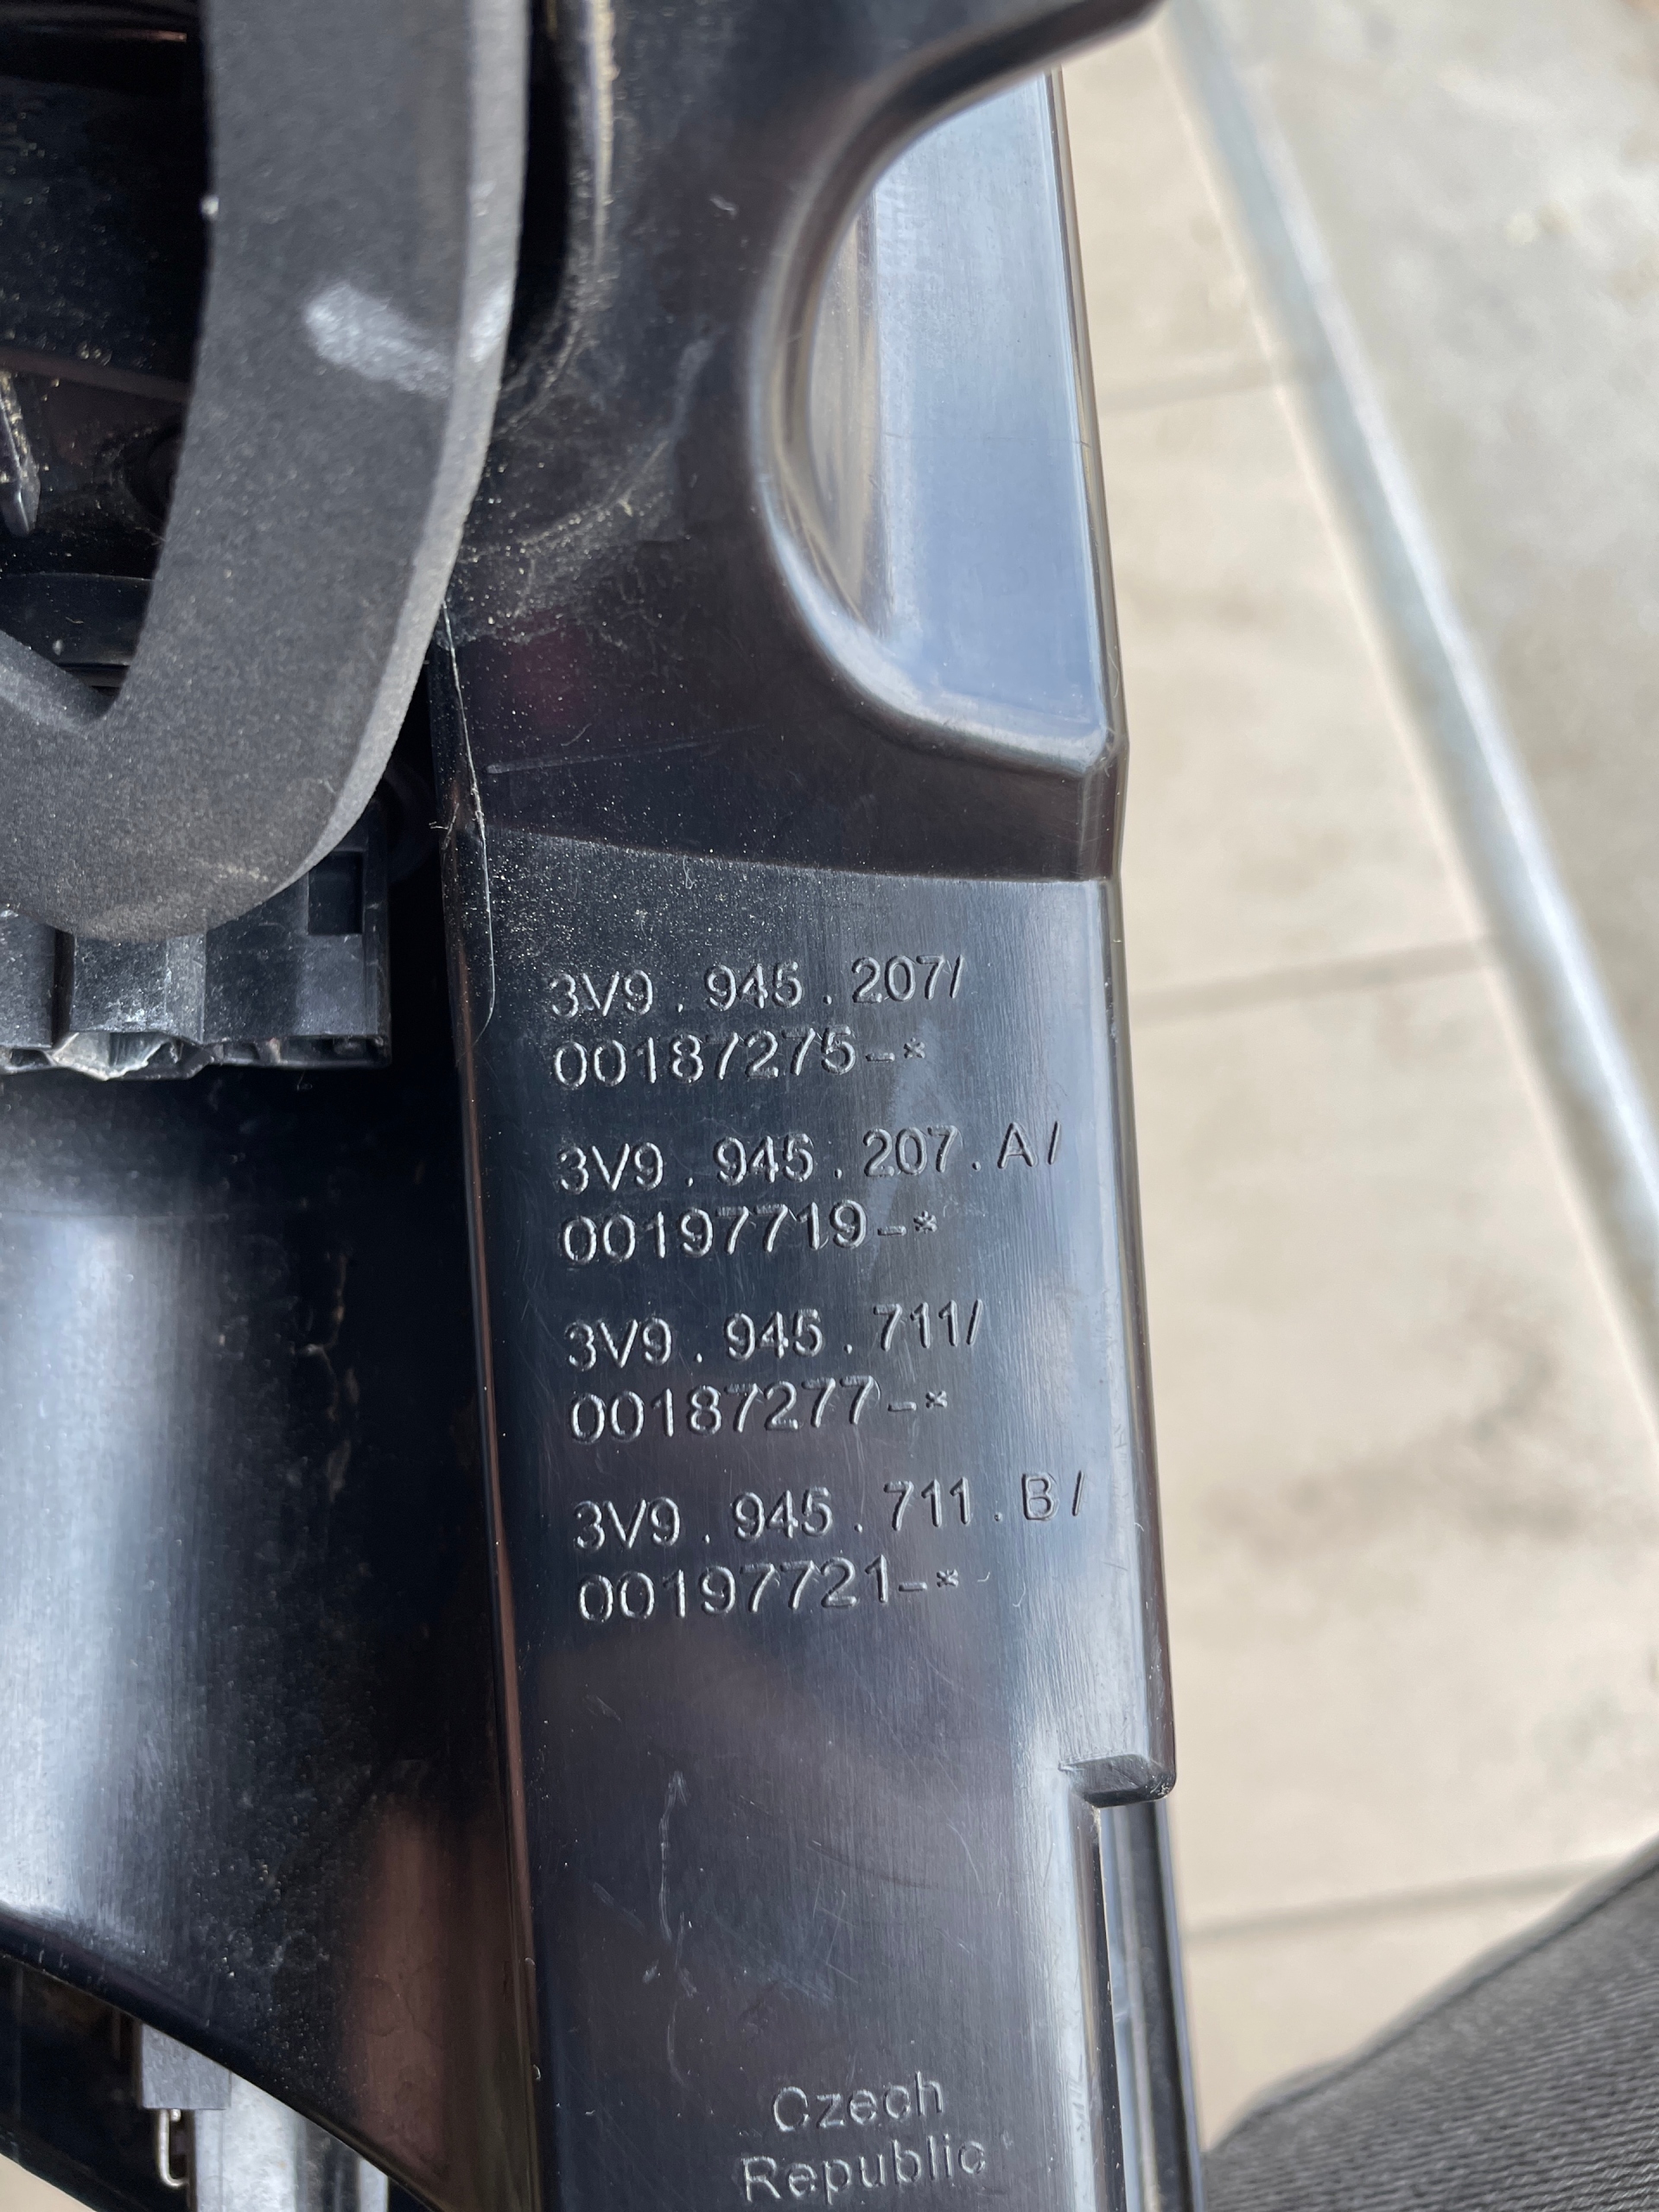 3V9 . 945 . 207/
00187275-*
3V9 . 945 . 207 . A/
00197719-*
3V9 . 945 . 711/
00187277-*
3V9 . 945 . 711 . B/
00197721-*
Czech
Republic